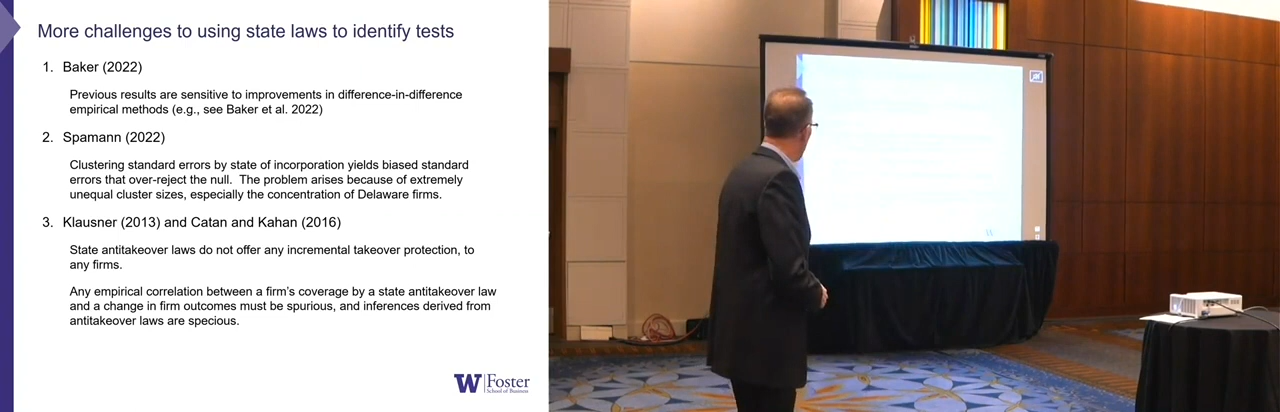 More challenges to using state laws to identify tests
1. Baker (2022)
Previous results are sensitive to improvements in difference-in-difference
empirical methods (e.g., see Baker et al. 2022)
2. Spamann (2022)
Clustering standard errors by state of incorporation yields biased standard
errors that over-reject the null. The problem arises because of extremely
unequal cluster sizes, especially the concentration of Delaware firms.
3. Klausner (2013) and Catan and Kahan (2016)
State antitakeover laws do not offer any incremental takeover protection, to
any firms.
Any empirical correlation between a firm's coverage by a state antitakeover law
and a change in firm outcomes must be spurious, and inferences derived from
antitakeover laws are specious.
W Foster
School of Business